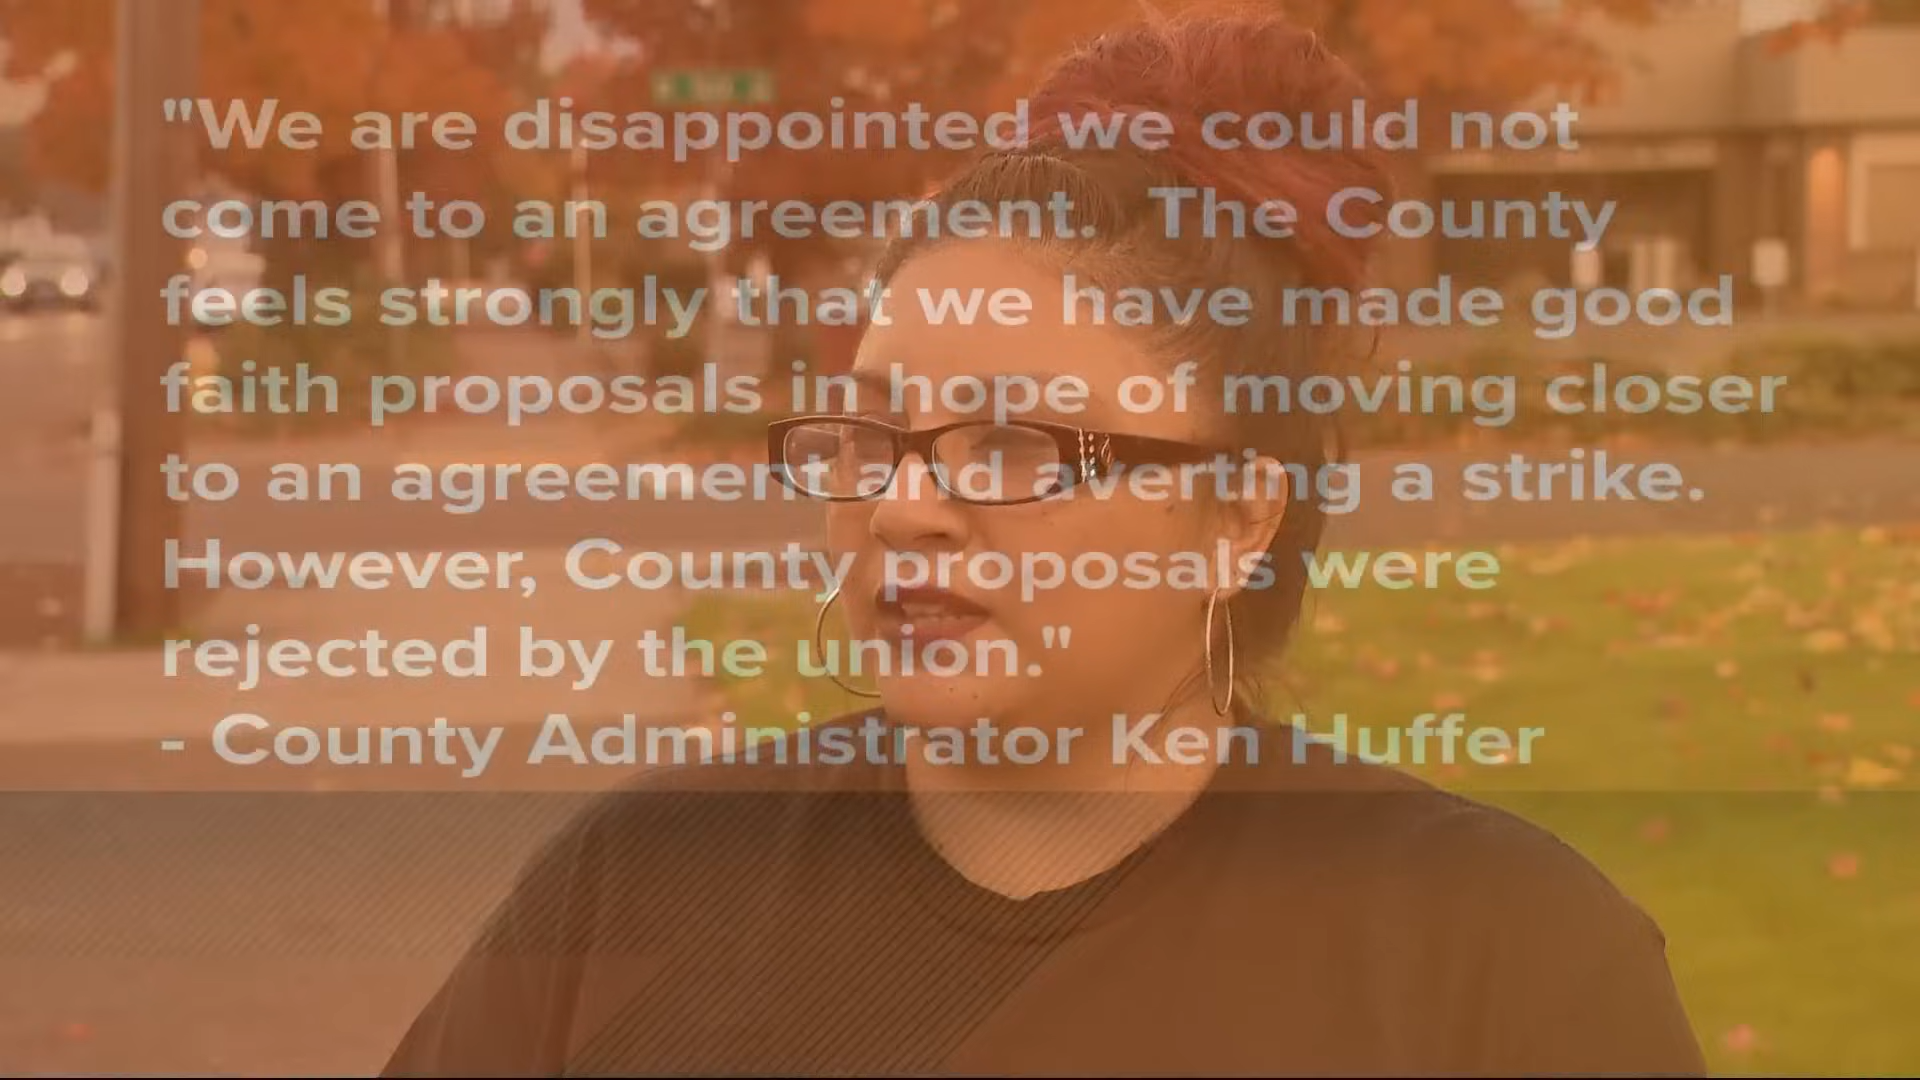 "We are disappointed we could not
come to an agreement.  The County
feels strongly that we have made good
faith proposals in hope of moving closer
to an agreement and averting a strike.
However, County proposals were
rejected by the union."
- County Administrator Ken Huffer